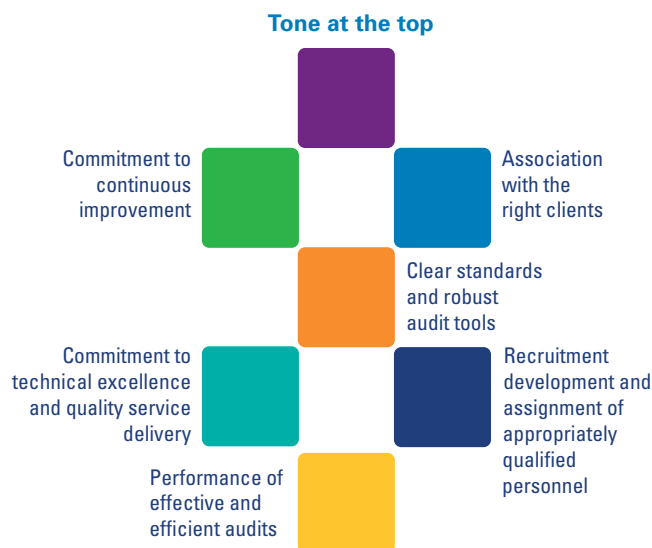 Tone at the top
Commitment to
continuous
improvement
Association
with the
right clients
Clear standards
and robust
audit tools
Commitment to
technical excellence
and quality service
delivery
Recruitment
development and
assignment of
appropriately
qualified
personnel
Performance of
effective and
efficient audits